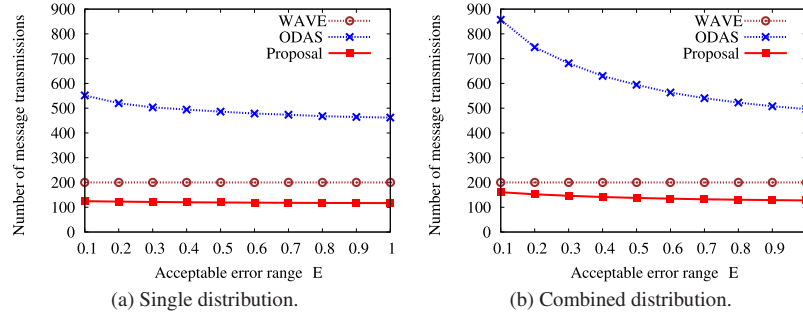 900
800
700
600
500
400
300
200
100
0
Number of message transmissions
WAVE
ODAS
Proposal
0.1 0.2 0.3 0.4 0.5 0.6 0.7 0.8 0.9 1
Acceptable error range E
(a) Single distribution.
900
800
700
600
500
400
300
200
100
0
Number of message transmissions
WAVE
ODAS
Proposal
0.1 0.2 0.3 0.4 0.5 0.6 0.7 0.8 0.9
Acceptable error range E
(b) Combined distribution.